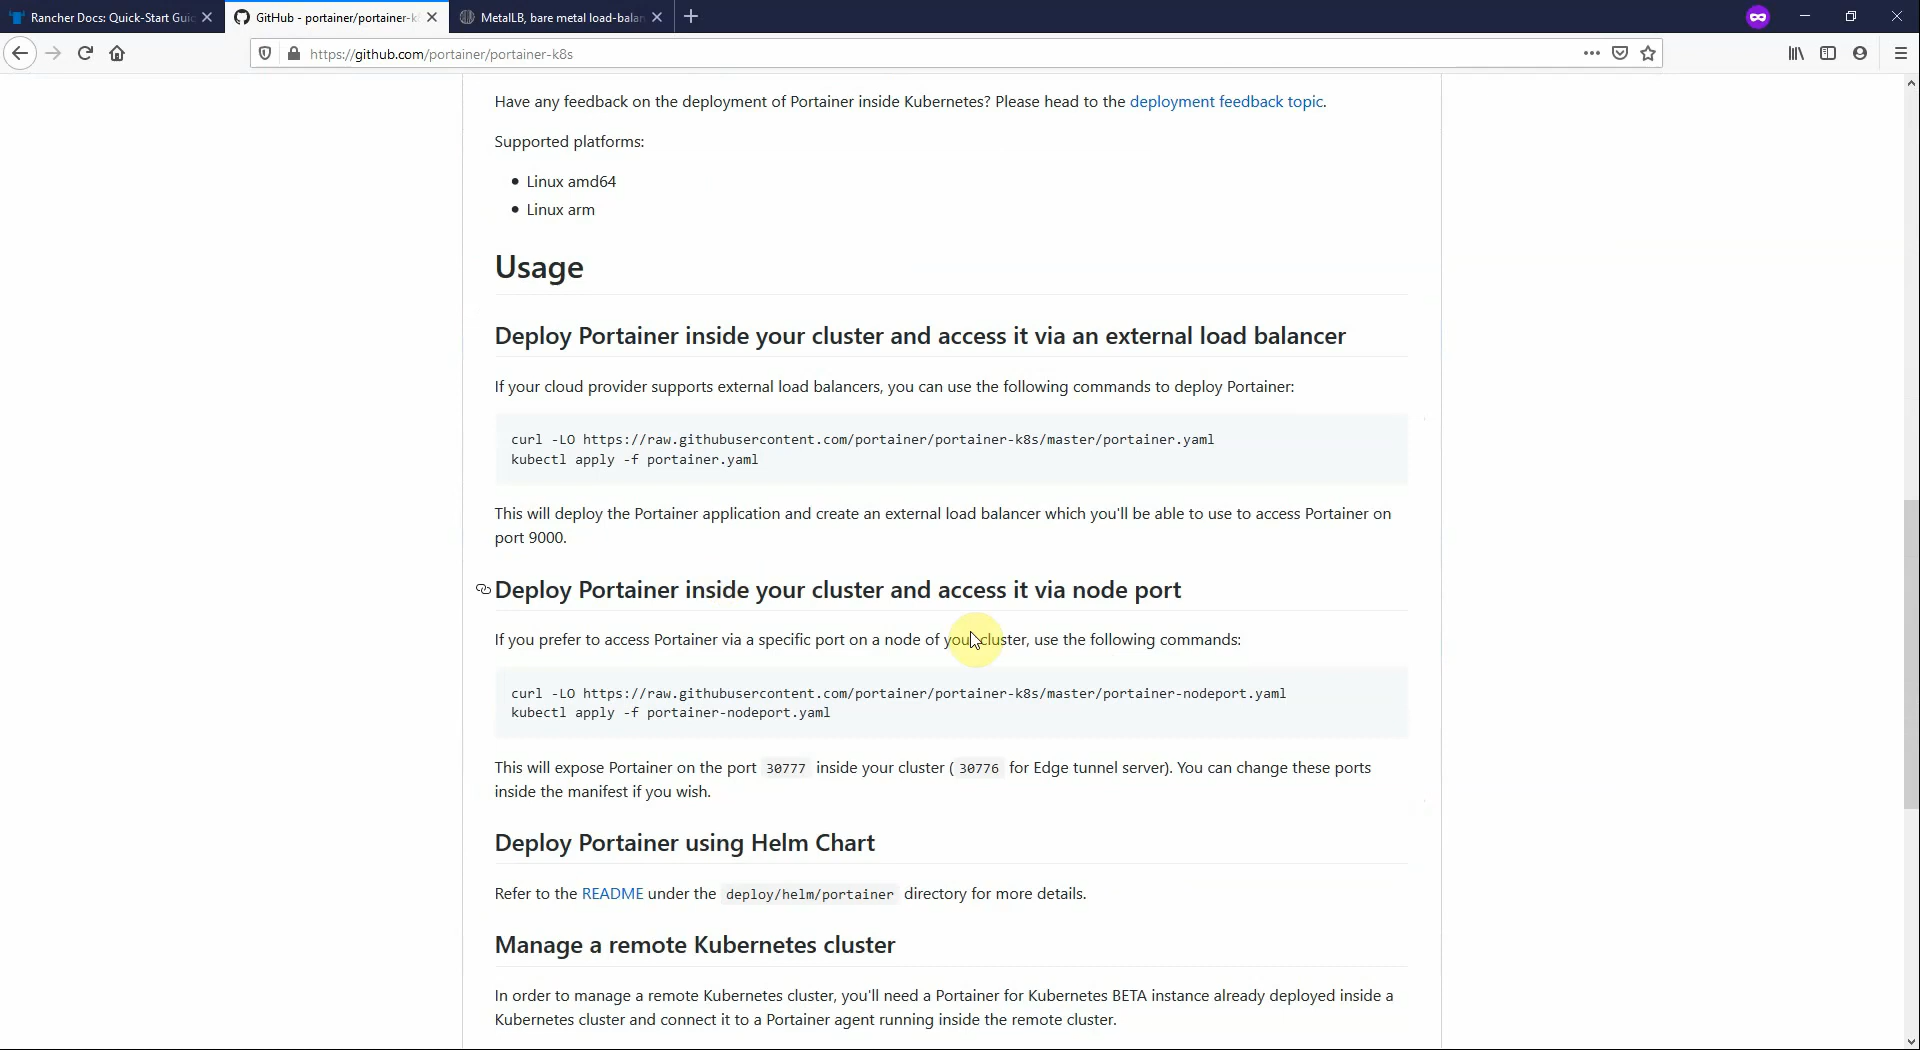 Rancher Docs: Quick-Start Gui
GitHub - portainer/portainer-k
MetalLB, bare metal load-balan
https://github.com/portainer/portainer-k8s
Have any feedback on the deployment of Portainer inside Kubernetes? Please head to the deployment feedback topic.
Supported platforms:
Linux amd64
Linux arm
Usage
Deploy Portainer inside your cluster and access it via an external load balancer
If your cloud provider supports external load balancers, you can use the following commands to deploy Portainer:
curl -LO https://raw.githubusercontent.com/portainer/portainer-k8s/master/portainer.yaml
kubectl apply -f portainer.yaml
This will deploy the Portainer application and create an external load balancer which you'll be able to use to access Portainer on
port 9000.
Deploy Portainer inside your cluster and access it via node port
If you prefer to access Portainer via a specific port on a node of your cluster, use the following commands:
curl -LO https://raw.githubusercontent.com/portainer/portainer-k8s/master/portainer-nodeport.yaml
kubectl apply -f portainer-nodeport.yaml
This will expose Portainer on the port 30777 inside your cluster ( 30776 for Edge tunnel server). You can change these ports
inside the manifest if you wish.
Deploy Portainer using Helm Chart
Refer to the README under the deploy/helm/portainer directory for more details.
Manage a remote Kubernetes cluster
In order to manage a remote Kubernetes cluster, you'll need a Portainer for Kubernetes BETA instance already deployed inside a
Kubernetes cluster and connect it to a Portainer agent running inside the remote cluster.